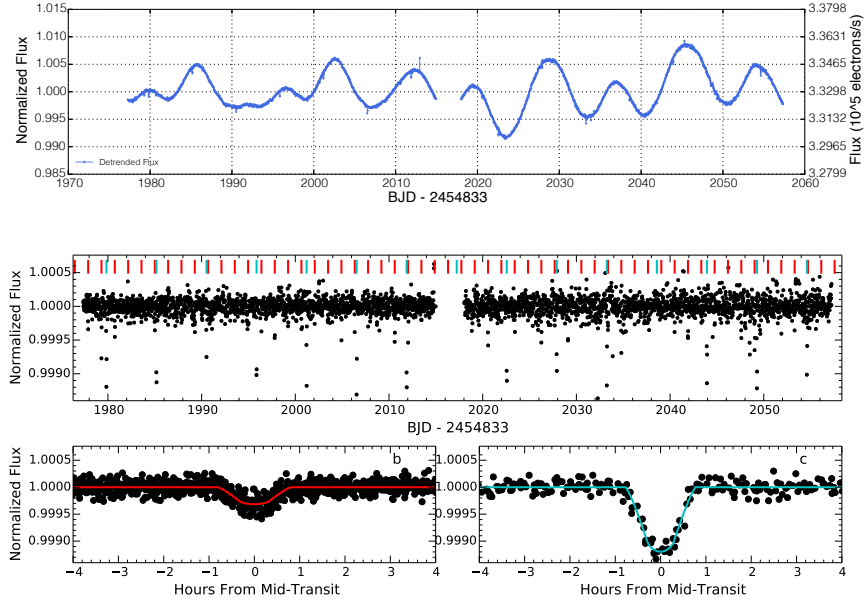 1.015
1.010
1.005
1.000
0.995
0.990
0.985
Normalized Flux
3.3798
3.3631
3.3465
3.3298
3.3132
3.2965
3.2799
Flux (10^5 electrons/s)
Detrended Flux
1970 1980 1990 2000 2010 2020 2030 2040 2050 2060
BJD - 2454833
1.0005
1.0000
0.9995
0.9990
Normalized Flux
1980 1990 2000 2010 2020 2030 2040 2050
BJD - 2454833
1.0005
1.0000
0.9995
0.9990
Normalized Flux
b
−4 −3 −2 −1 0 1 2 3 4
Hours From Mid-Transit
1.0005
1.0000
0.9995
0.9990
Normalized Flux
c
−4 −3 −2 −1 0 1 2 3 4
Hours From Mid-Transit